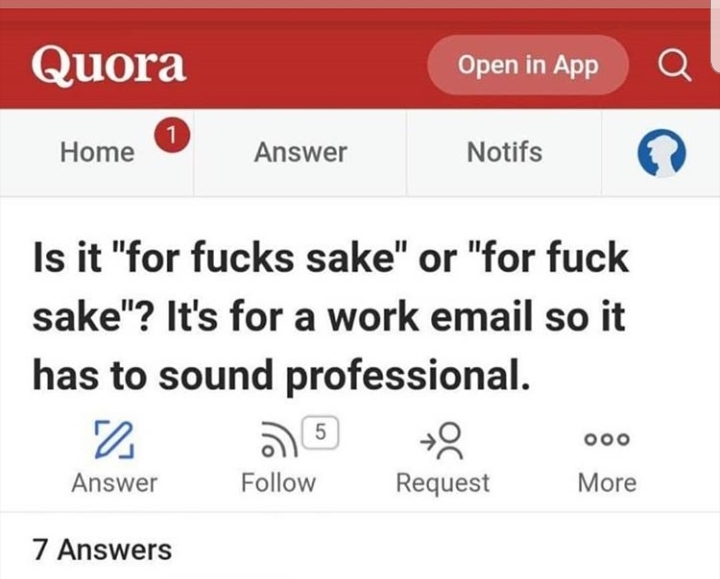 Quora
Open in App
Home
1
Answer
Notifs
Is it "for fucks sake" or "for fuck
sake"? It's for a work email so it
has to sound professional.
5
Answer
Follow
Request
More
7 Answers